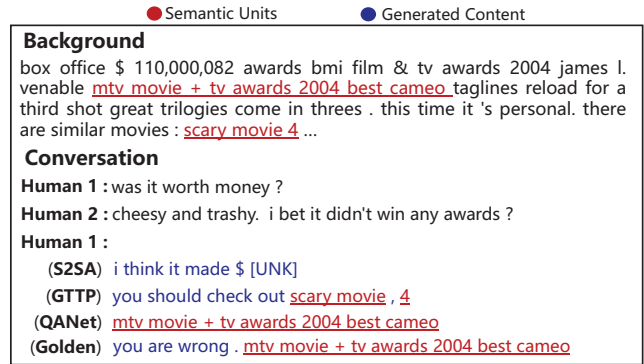 Semantic Units Generated Content
Background
box office $ 110,000,082 awards bmi film & tv awards 2004 james l.
venable mtv movie + tv awards 2004 best cameo taglines reload for a
third shot great trilogies come in threes . this time it 's personal. there
are similar movies : scary movie 4 ...
Conversation
Human 1 : was it worth money ?
Human 2 : cheesy and trashy. i bet it didn't win any awards ?
Human 1 :
(S2SA) i think it made $ [UNK]
(GTTP) you should check out scary movie , 4
(QANet) mtv movie + tv awards 2004 best cameo
(Golden) you are wrong . mtv movie + tv awards 2004 best cameo